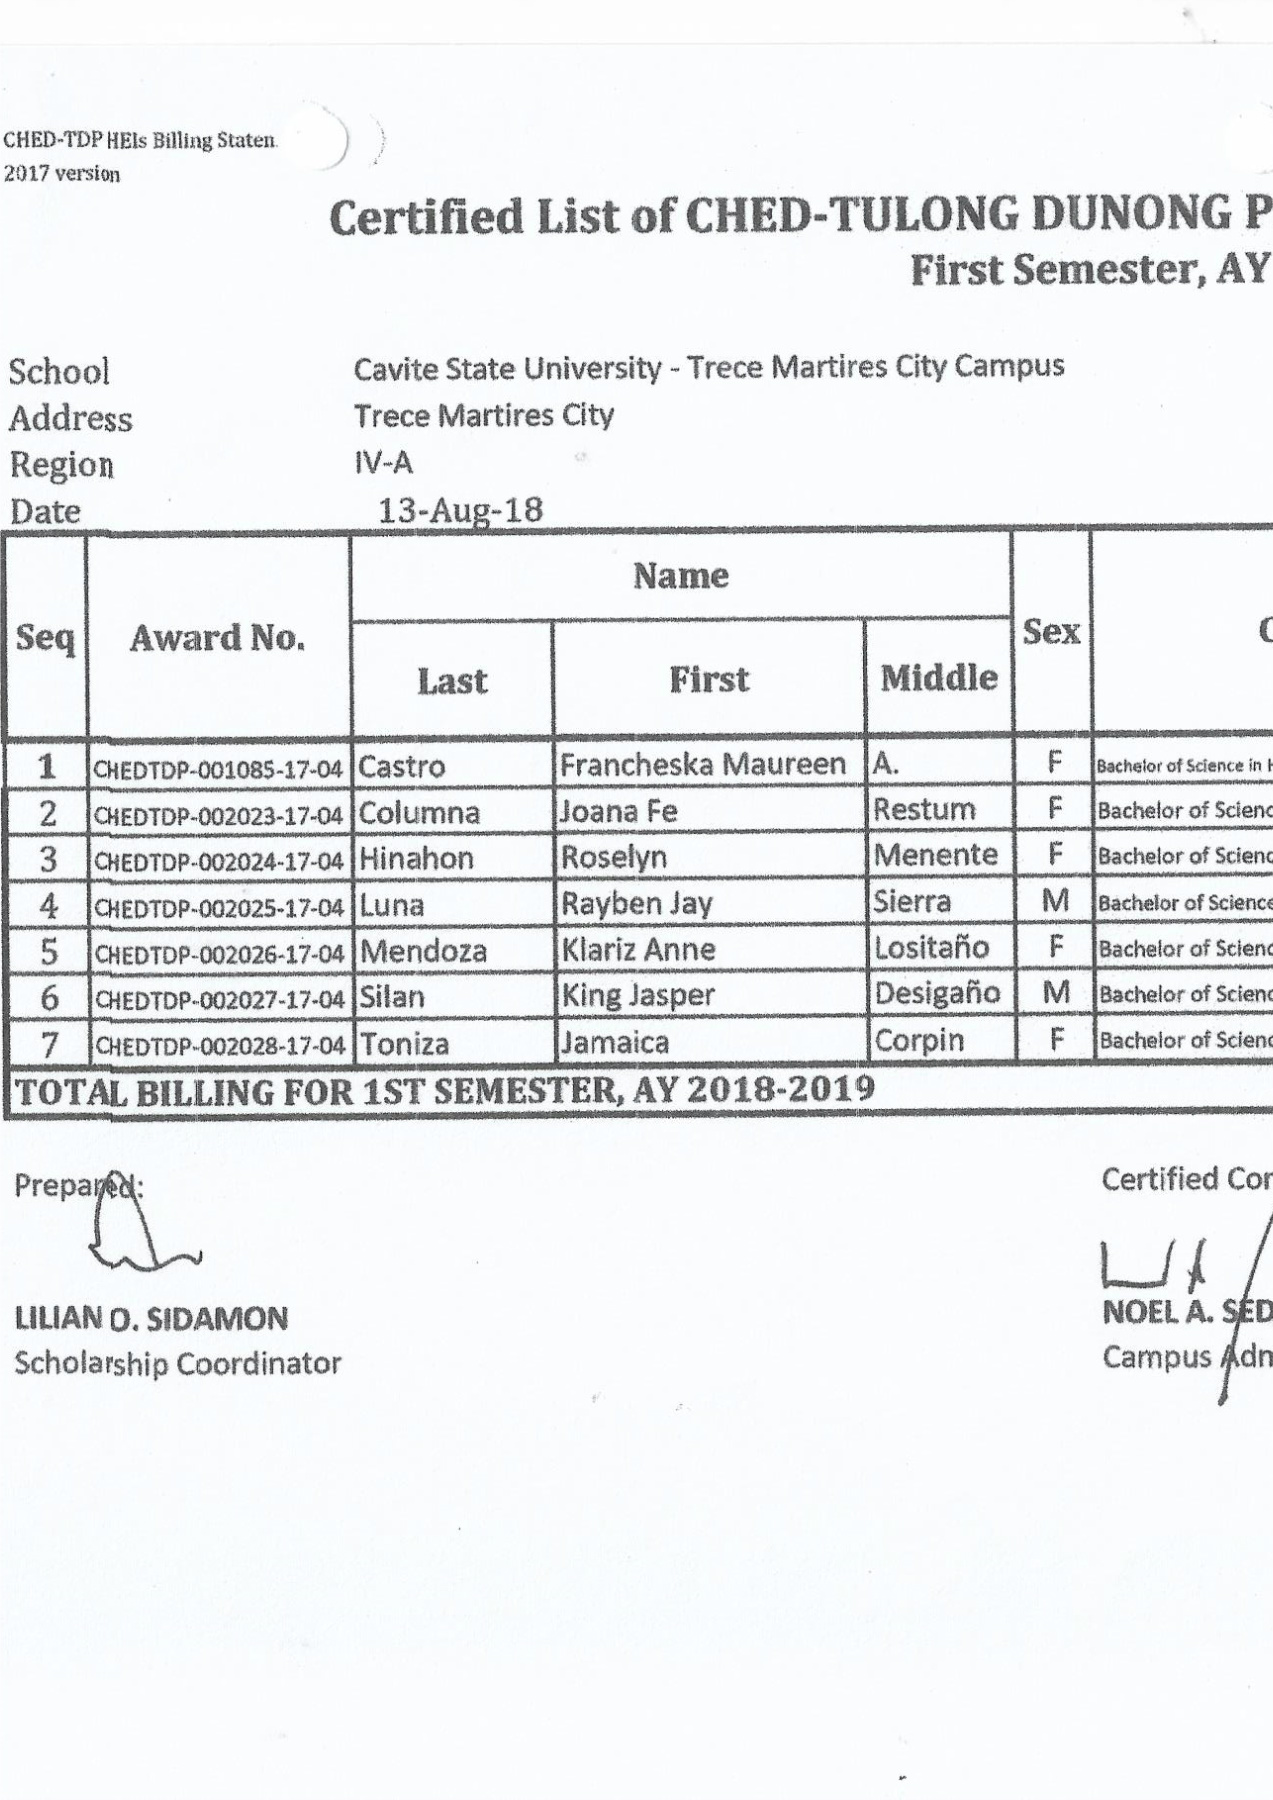 CHED-TDP HEIs Billing Staten
2017 version
Certified List of CHED-TULONG DUNONG P
First Semester, AY
School Cavite State University - Trece Martires City Campus
Address Trece Martires City
Region IV-A
Date 13-Aug-18
Seq Award No. Name Sex C
Last First Middle
1 CHEDTDP-001085-17-04 Castro Francheska Maureen A. F Bachelor of Science in H
2 CHEDTDP-002023-17-04 Columna Joana Fe Restum F Bachelor of Scienc
3 CHEDTDP-002024-17-04 Hinahon Roselyn Menente F Bachelor of Scienc
4 CHEDTDP-002025-17-04 Luna Rayben Jay Sierra M Bachelor of Science
5 CHEDTDP-002026-17-04 Mendoza Klariz Anne Lositaño F Bachelor of Scienc
6 CHEDTDP-002027-17-04 Silan King Jasper Desigaño M Bachelor of Scienc
7 CHEDTDP-002028-17-04 Toniza Jamaica Corpin F Bachelor of Scienc
TOTAL BILLING FOR 1ST SEMESTER, AY 2018-2019
Prepared: Certified Cor
LILIAN O. SIDAMON NOEL A. SED
Scholarship Coordinator Campus Adm